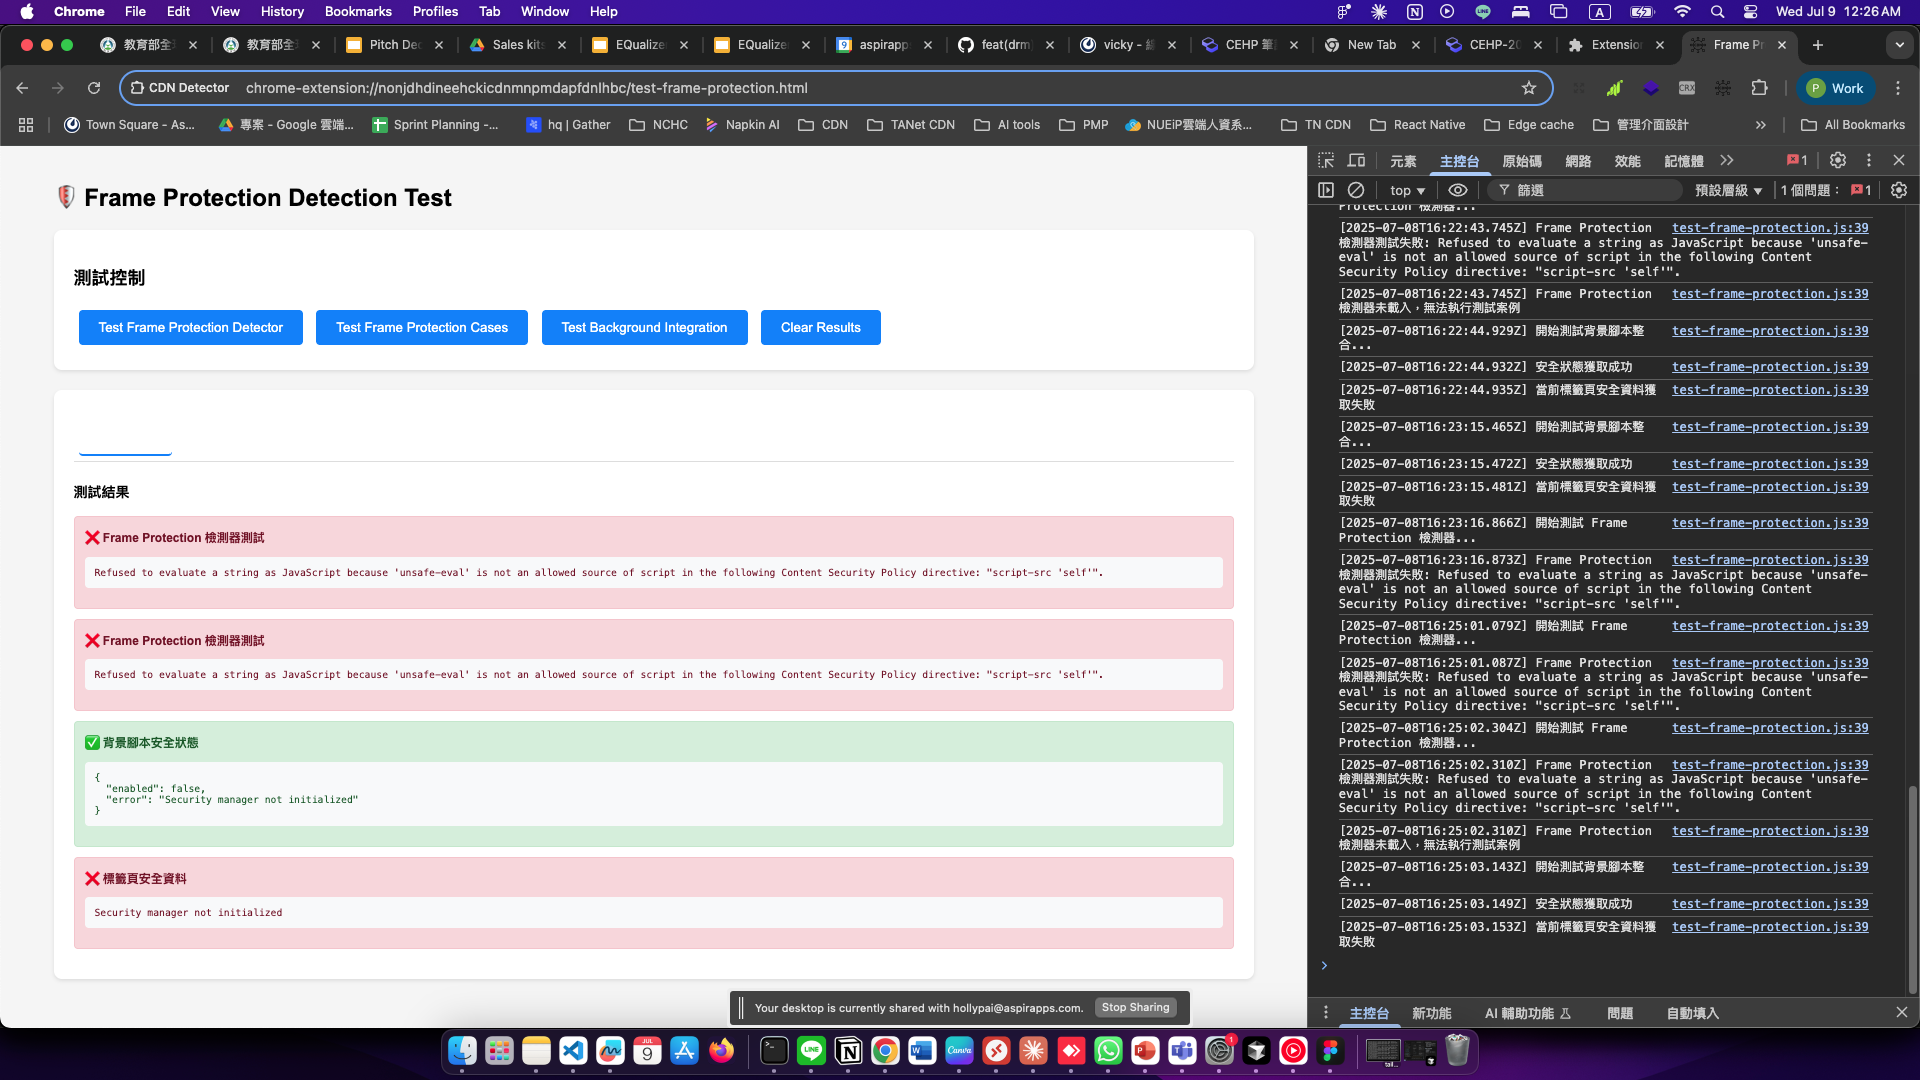 Chrome File Edit View History Bookmarks Profiles Tab Window Help
A
Wed Jul 9 12:26 AM
教育部全
教育部全
Pitch Dec
Sales kit
EQualize
EQualize
9 aspirapp
feat(drm)
vicky -
CEHP 筆
New Tab
CEHP-20
Extension
Frame Pr
CDN Detector chrome-extension://nonjdhdineehckicdnmnpmdapfdnlhbc/test-frame-protection.html
CRX
P Work
Town Square - As...
專案 - Google 雲端...
Sprint Planning -...
hq | Gather
NCHC
Napkin AI
CDN
TANet CDN
AI tools
PMP
NUEiP雲端人資系...
TN CDN
React Native
Edge cache
管理介面設計
»
All Bookmarks
Frame Protection Detection Test
測試控制
Test Frame Protection Detector
Test Frame Protection Cases
Test Background Integration
Clear Results
測試結果
❌ Frame Protection 檢測器測試
Refused to evaluate a string as JavaScript because 'unsafe-eval' is not an allowed source of script in the following Content Security Policy directive: "script-src 'self'".
❌ Frame Protection 檢測器測試
Refused to evaluate a string as JavaScript because 'unsafe-eval' is not an allowed source of script in the following Content Security Policy directive: "script-src 'self'".
✅ 背景腳本安全狀態
{
"enabled": false,
"error": "Security manager not initialized"
}
❌ 標籤頁安全資料
Security manager not initialized
元素 主控台 原始碼 網路 效能 記憶體 » 1
top 篩選 預設層級 1 個問題： 1
Protection 檢測器...
[2025-07-08T16:22:43.745Z] Frame Protection test-frame-protection.js:39
檢測器測試失敗: Refused to evaluate a string as JavaScript because 'unsafe-
eval' is not an allowed source of script in the following Content
Security Policy directive: "script-src 'self'".
[2025-07-08T16:22:43.745Z] Frame Protection test-frame-protection.js:39
檢測器未載入，無法執行測試案例
[2025-07-08T16:22:44.929Z] 開始測試背景腳本整 test-frame-protection.js:39
合...
[2025-07-08T16:22:44.932Z] 安全狀態獲取成功 test-frame-protection.js:39
[2025-07-08T16:22:44.935Z] 當前標籤頁安全資料獲 test-frame-protection.js:39
取失敗
[2025-07-08T16:23:15.465Z] 開始測試背景腳本整 test-frame-protection.js:39
合...
[2025-07-08T16:23:15.472Z] 安全狀態獲取成功 test-frame-protection.js:39
[2025-07-08T16:23:15.481Z] 當前標籤頁安全資料獲 test-frame-protection.js:39
取失敗
[2025-07-08T16:23:16.866Z] 開始測試 Frame test-frame-protection.js:39
Protection 檢測器...
[2025-07-08T16:23:16.873Z] Frame Protection test-frame-protection.js:39
檢測器測試失敗: Refused to evaluate a string as JavaScript because 'unsafe-
eval' is not an allowed source of script in the following Content
Security Policy directive: "script-src 'self'".
[2025-07-08T16:25:01.079Z] 開始測試 Frame test-frame-protection.js:39
Protection 檢測器...
[2025-07-08T16:25:01.087Z] Frame Protection test-frame-protection.js:39
檢測器測試失敗: Refused to evaluate a string as JavaScript because 'unsafe-
eval' is not an allowed source of script in the following Content
Security Policy directive: "script-src 'self'".
[2025-07-08T16:25:02.304Z] 開始測試 Frame test-frame-protection.js:39
Protection 檢測器...
[2025-07-08T16:25:02.310Z] Frame Protection test-frame-protection.js:39
檢測器測試失敗: Refused to evaluate a string as JavaScript because 'unsafe-
eval' is not an allowed source of script in the following Content
Security Policy directive: "script-src 'self'".
[2025-07-08T16:25:02.310Z] Frame Protection test-frame-protection.js:39
檢測器未載入，無法執行測試案例
[2025-07-08T16:25:03.143Z] 開始測試背景腳本整 test-frame-protection.js:39
合...
[2025-07-08T16:25:03.149Z] 安全狀態獲取成功 test-frame-protection.js:39
[2025-07-08T16:25:03.153Z] 當前標籤頁安全資料獲 test-frame-protection.js:39
取失敗
主控台 新功能 AI 輔助功能 問題 自動填入
Your desktop is currently shared with hollypai@aspirapps.com. Stop Sharing
JUL
9
LINE
Canva
1